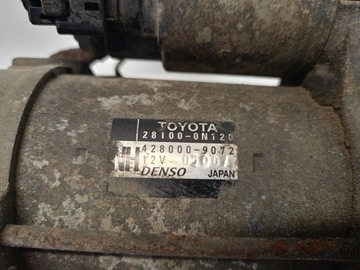 TOYOTA
28100-0N120
428000-9072
12V
DENSO JAPAN